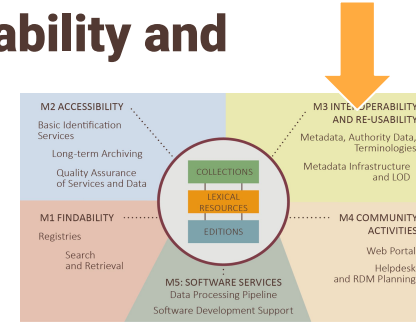 ability and
M2 ACCESSIBILITY
Basic Identification
Services
Long-term Archiving
Quality Assurance
of Services and Data
M3 INTEROPERABILITY
AND RE-USABILITY
Metadata, Authority Data,
Terminologies
Metadata Infrastructure
and LOD
COLLECTIONS
LEXICAL
RESOURCES
EDITIONS
M1 FINDABILITY
Registries
Search
and Retrieval
M4 COMMUNITY
ACTIVITIES
Web Portal
Helpdesk
and RDM Planning
M5: SOFTWARE SERVICES
Data Processing Pipeline
Software Development Support